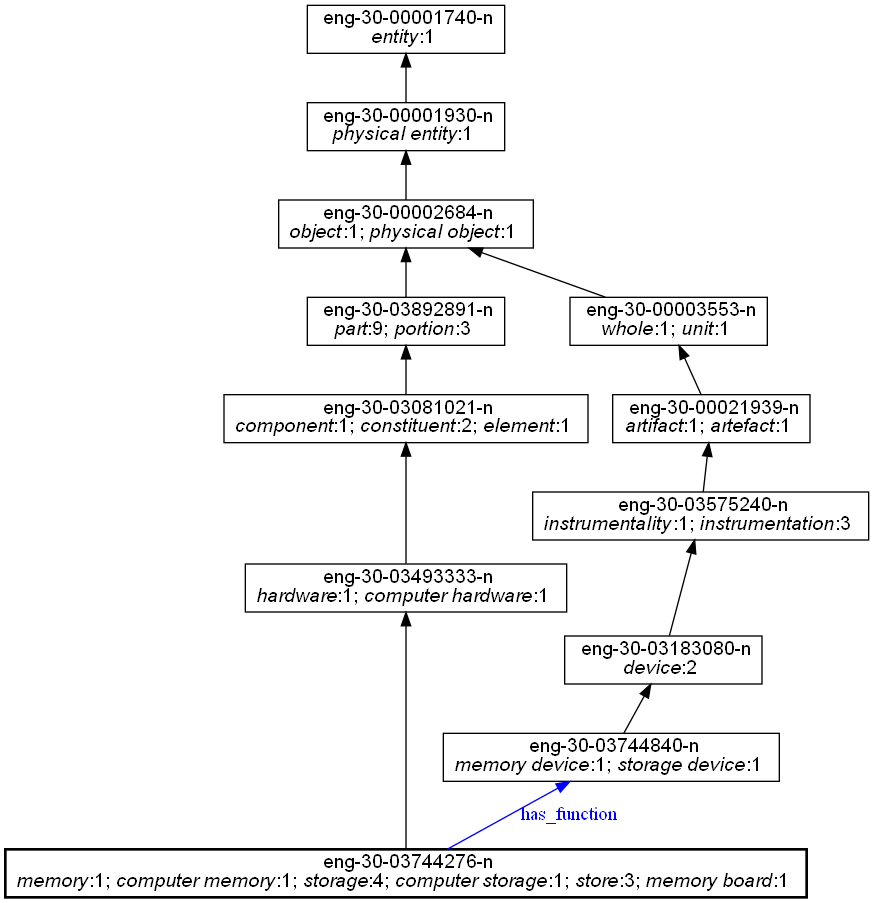 eng-30-00001740-n
entity:1
eng-30-00001930-n
physical entity:1
eng-30-00002684-n
object:1; physical object:1
eng-30-03892891-n
part:9; portion:3
eng-30-00003553-n
whole:1; unit:1
eng-30-03081021-n
component:1; constituent:2; element:1
eng-30-00021939-n
artifact:1; artefact:1
eng-30-03575240-n
instrumentality:1; instrumentation:3
eng-30-03493333-n
hardware:1; computer hardware:1
eng-30-03183080-n
device:2
eng-30-03744840-n
memory device:1; storage device:1
has_function
eng-30-03744276-n
memory:1; computer memory:1; storage:4; computer storage:1; store:3; memory board:1